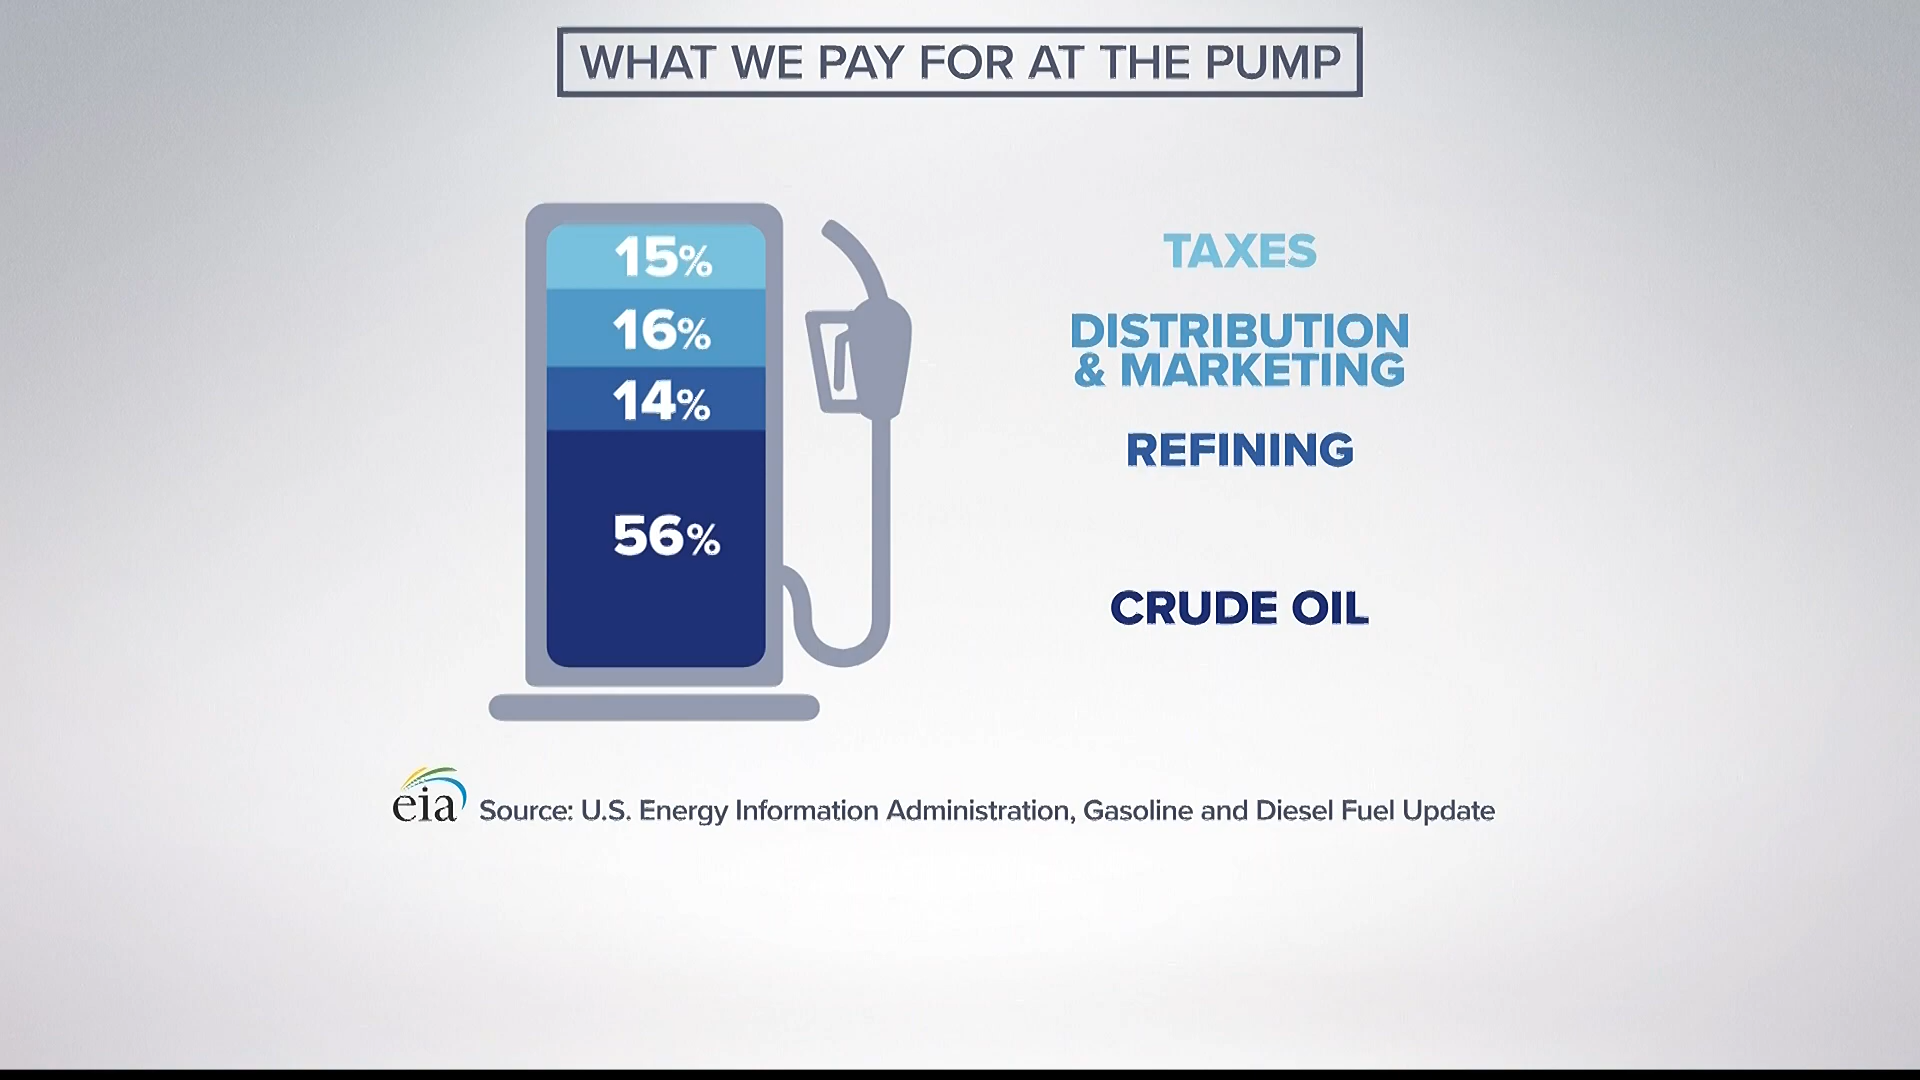 WHAT WE PAY FOR AT THE PUMP
15%
TAXES
16%
DISTRIBUTION
& MARKETING
14%
REFINING
56%
CRUDE OIL
eia Source: U.S. Energy Information Administration, Gasoline and Diesel Fuel Update